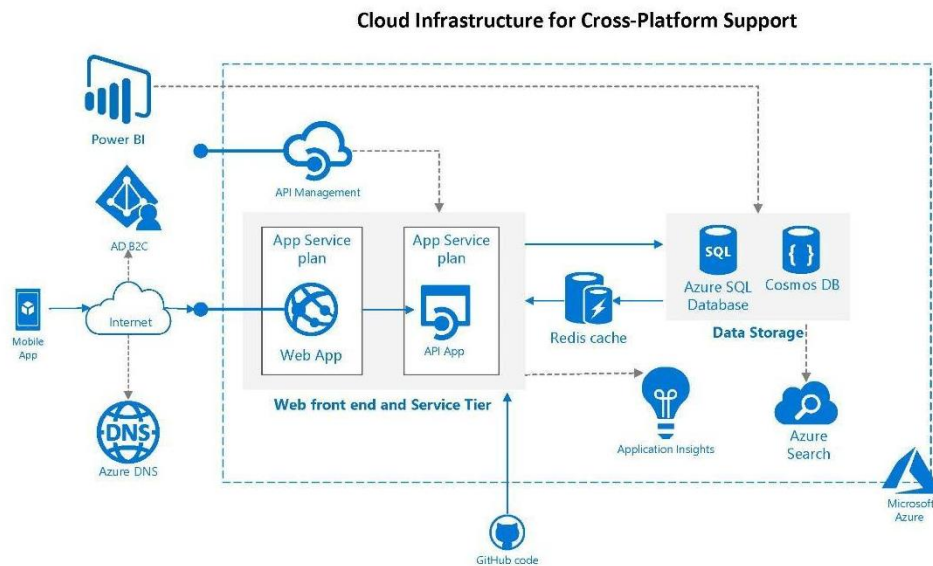 Cloud Infrastructure for Cross-Platform Support
Power BI
API Management
AD B2C
App Service
plan
App Service
plan
SQL
{ }
Azure SQL
Database
Cosmos DB
Mobile
App
Internet
Web App
API App
Redis cache
Data Storage
Web front end and Service Tier
DNS
Azure DNS
Application Insights
Azure
Search
Microsoft
Azure
GitHub code